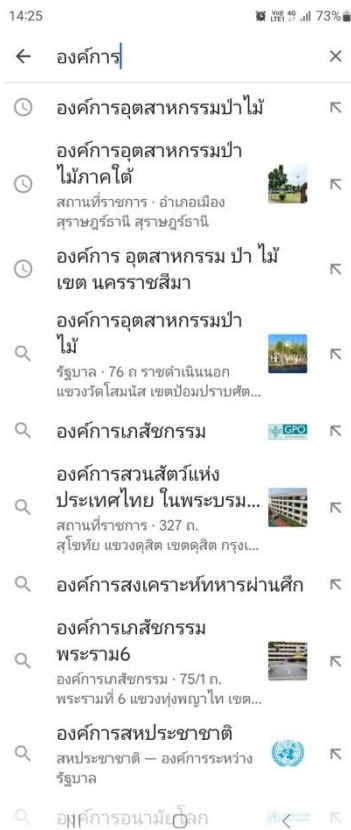 14:25
Vo) 4G 73%
LTE1
องค์การ
องค์การอุตสาหกรรมป่าไม้
องค์การอุตสาหกรรมป่า
ไม้ภาคใต้
สถานที่ราชการ · อำเภอเมือง
สุราษฎร์ธานี สุราษฎร์ธานี
องค์การ อุตสาหกรรม ป่า ไม้
เขต นครราชสีมา
องค์การอุตสาหกรรมป่า
ไม้
รัฐบาล · 76 ถ ราชดำเนินนอก
แขวงวัดโสมนัส เขตป้อมปราบศัต...
องค์การเภสัชกรรม
GPO
องค์การสวนสัตว์แห่ง
ประเทศไทย ในพระบรม...
สถานที่ราชการ · 327 ถ.
สุโขทัย แขวงดุสิต เขตดุสิต กรุงเ...
องค์การสงเคราะห์ทหารผ่านศึก
องค์การเภสัชกรรม
พระราม6
องค์การเภสัชกรรม · 75/1 ถ.
พระรามที่ 6 แขวงทุ่งพญาไท เขต...
องค์การสหประชาชาติ
สหประชาชาติ — องค์การระหว่าง
รัฐบาล
องค์การอนามัยโลก